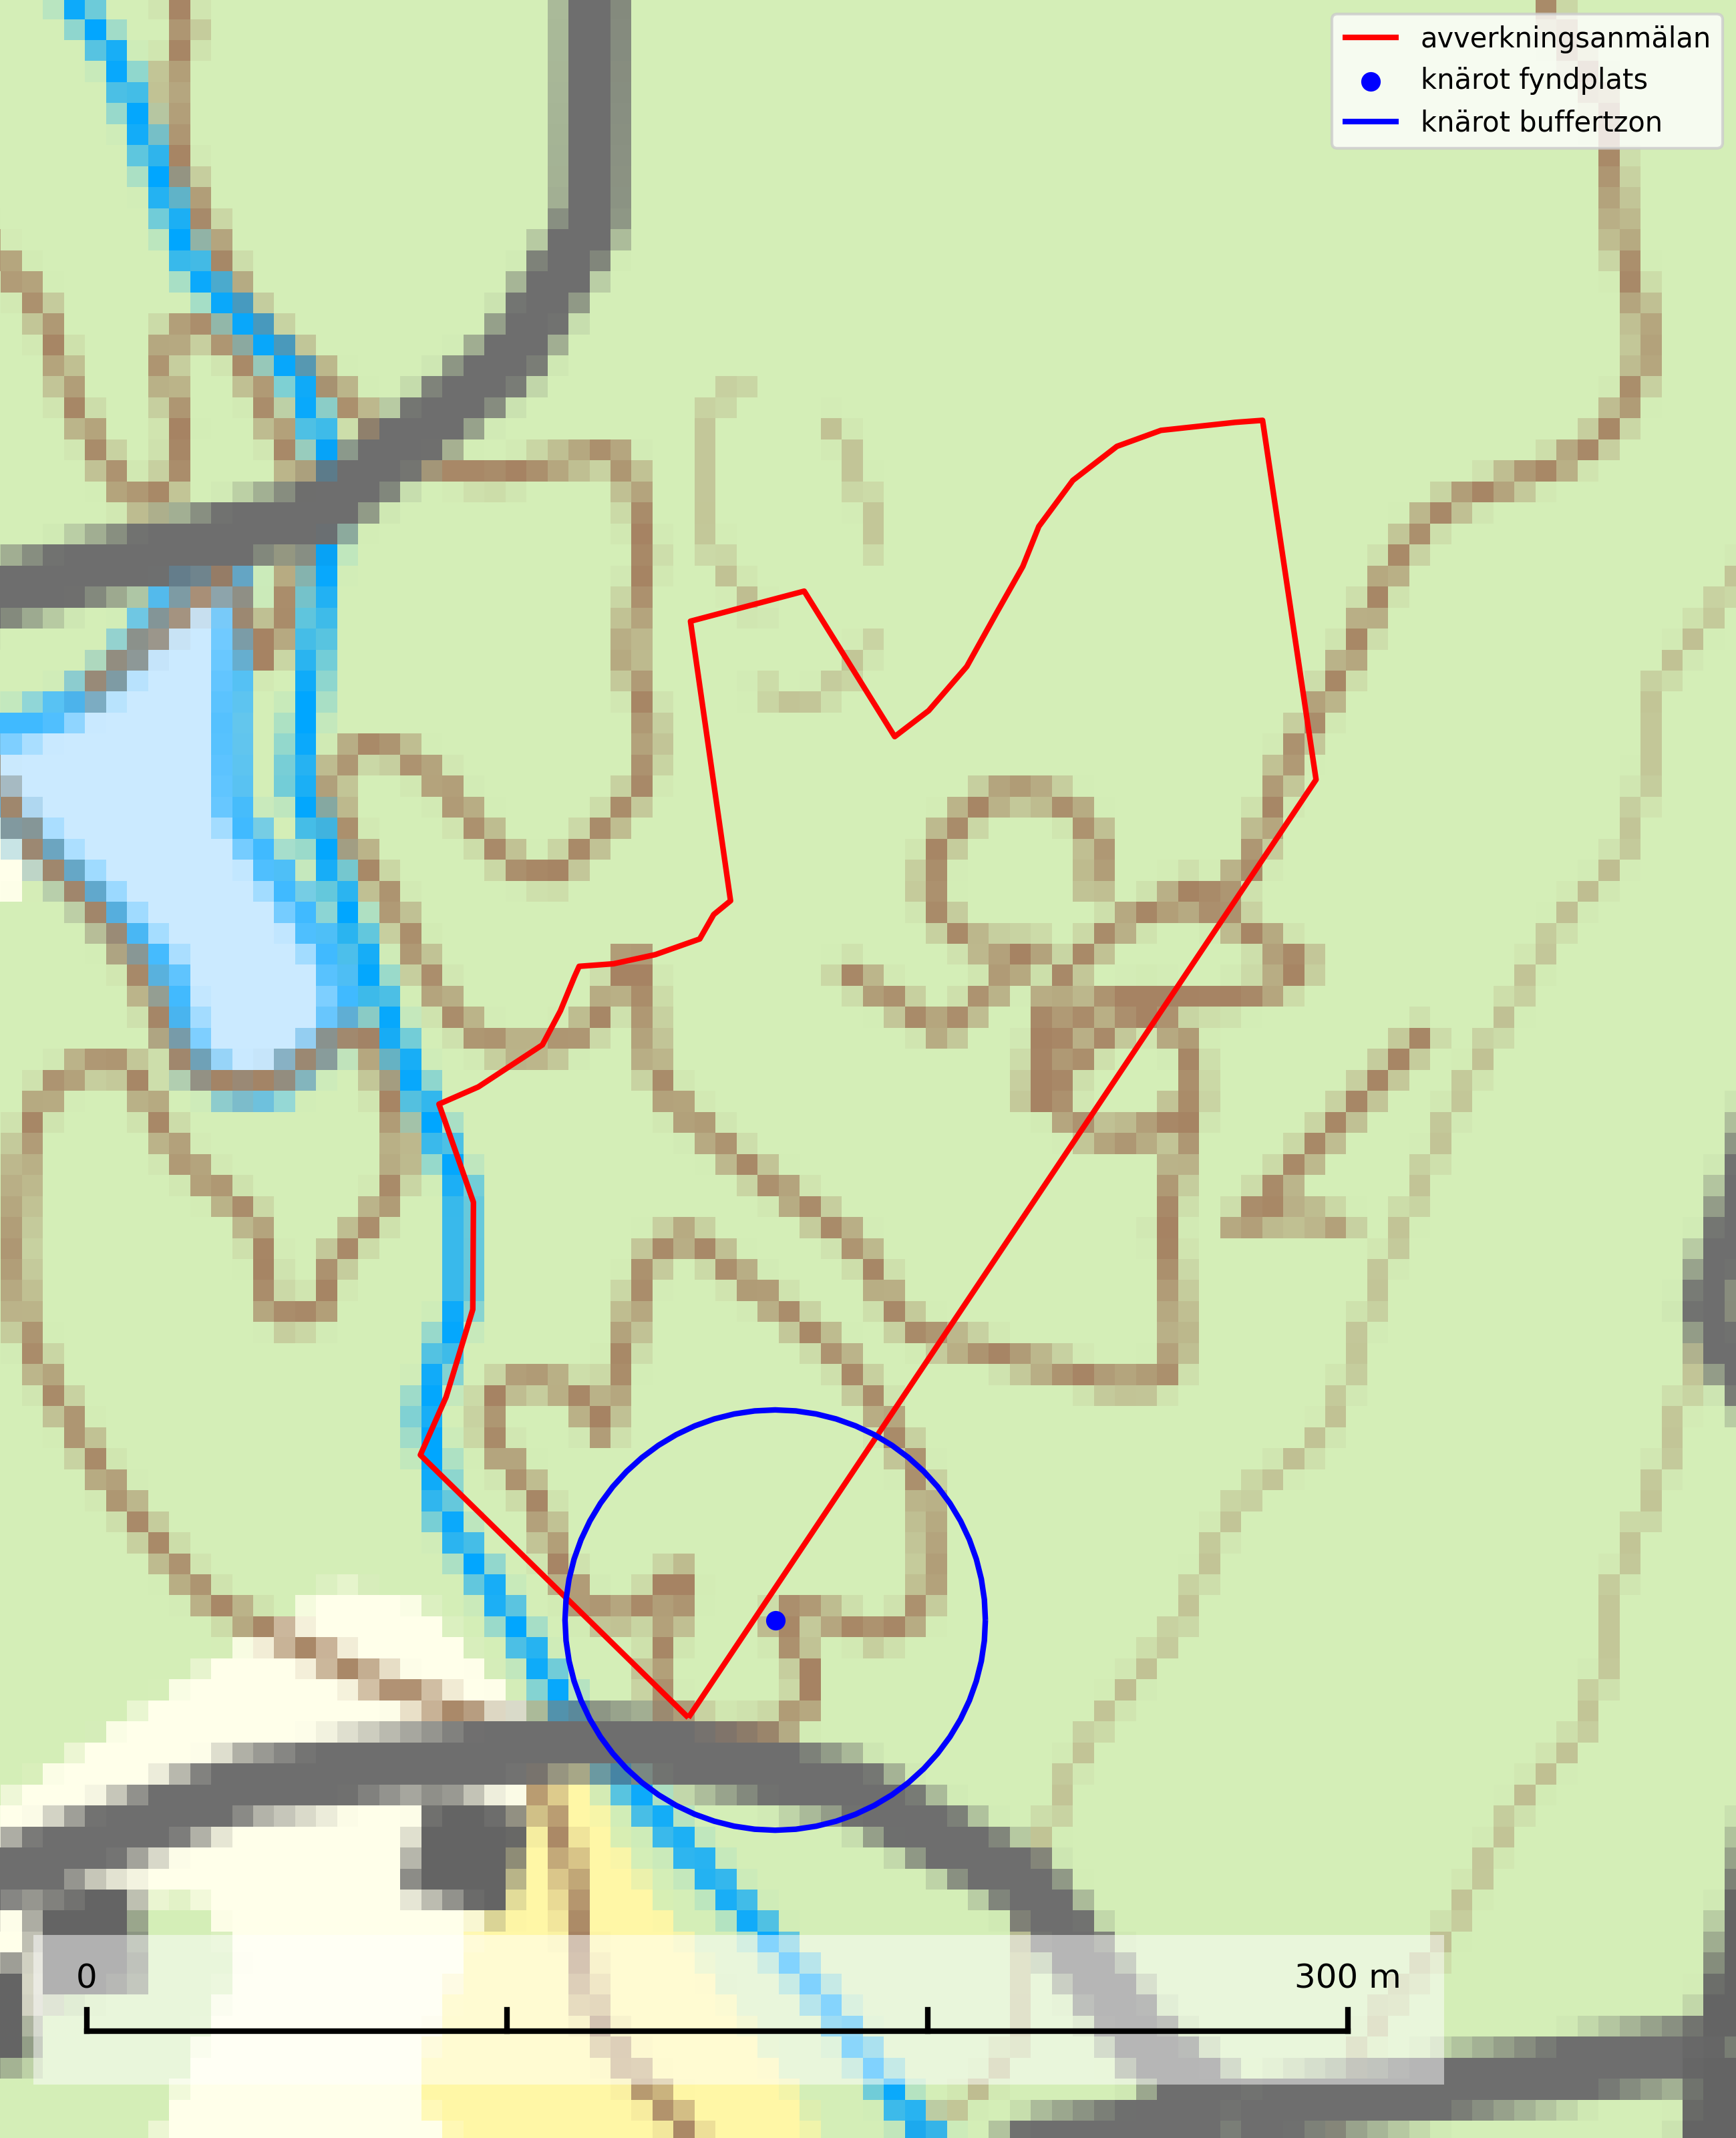 avverkningsanmälan
knärot fyndplats
knärot buffertzon
0
300 m